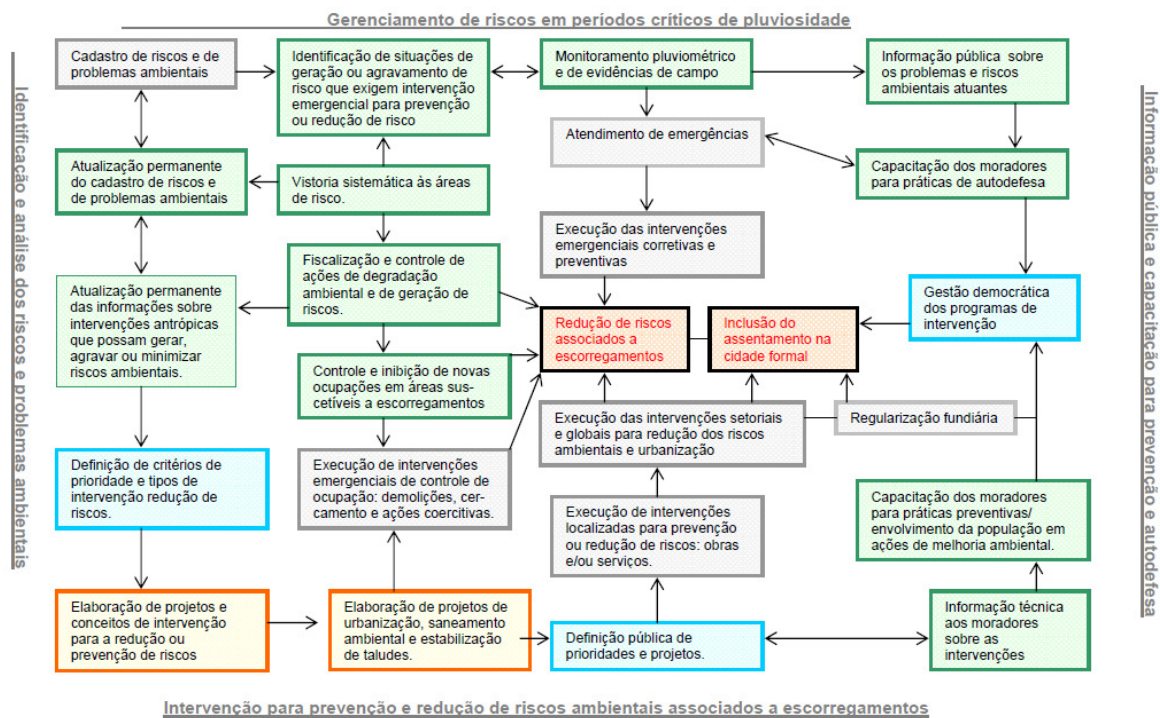 Gerenciamento de riscos em períodos críticos de pluviosidade
Identificação e análise dos riscos e problemas ambientais
Informação pública e capacitação para prevenção e autodefesa
Cadastro de riscos e de
problemas ambientais
Identificação de situações de
geração ou agravamento de
risco que exigem intervenção
emergencial para prevenção
ou redução de risco
Monitoramento pluviométrico
e de evidências de campo
Informação pública sobre
os problemas e riscos
ambientais atuantes
Atendimento de emergências
Atualização permanente
do cadastro de riscos e
de problemas ambientais
Vistoria sistemática às áreas
de risco.
Capacitação dos moradores
para práticas de autodefesa
Execução das intervenções
emergenciais corretivas e
preventivas
Fiscalização e controle de
ações de degradação
ambiental e de geração de
riscos.
Atualização permanente
das informações sobre
intervenções antrópicas
que possam gerar,
agravar ou minimizar
riscos ambientais.
Gestão democrática
dos programas de
intervenção
Redução de riscos
associados a
escorregamentos
Inclusão do
assentamento na
cidade formal
Controle e inibição de novas
ocupações em áreas sus-
cetíveis a escorregamentos
Execução das intervenções setoriais
e globais para redução dos riscos
ambientais e urbanização
Regularização fundiária
Definição de critérios de
prioridade e tipos de
intervenção redução de
riscos.
Execução de intervenções
emergenciais de controle de
ocupação: demolições, cer-
camento e ações coercitivas.
Execução de intervenções
localizadas para prevenção
ou redução de riscos: obras
e/ou serviços.
Capacitação dos moradores
para práticas preventivas/
envolvimento da população em
ações de melhoria ambiental.
Elaboração de projetos e
conceitos de intervenção
para a redução ou
prevenção de riscos
Elaboração de projetos de
urbanização, saneamento
ambiental e estabilização
de taludes.
Definição pública de
prioridades e projetos.
Informação técnica
aos moradores
sobre as
intervenções
Intervenção para prevenção e redução de riscos ambientais associados a escorregamentos